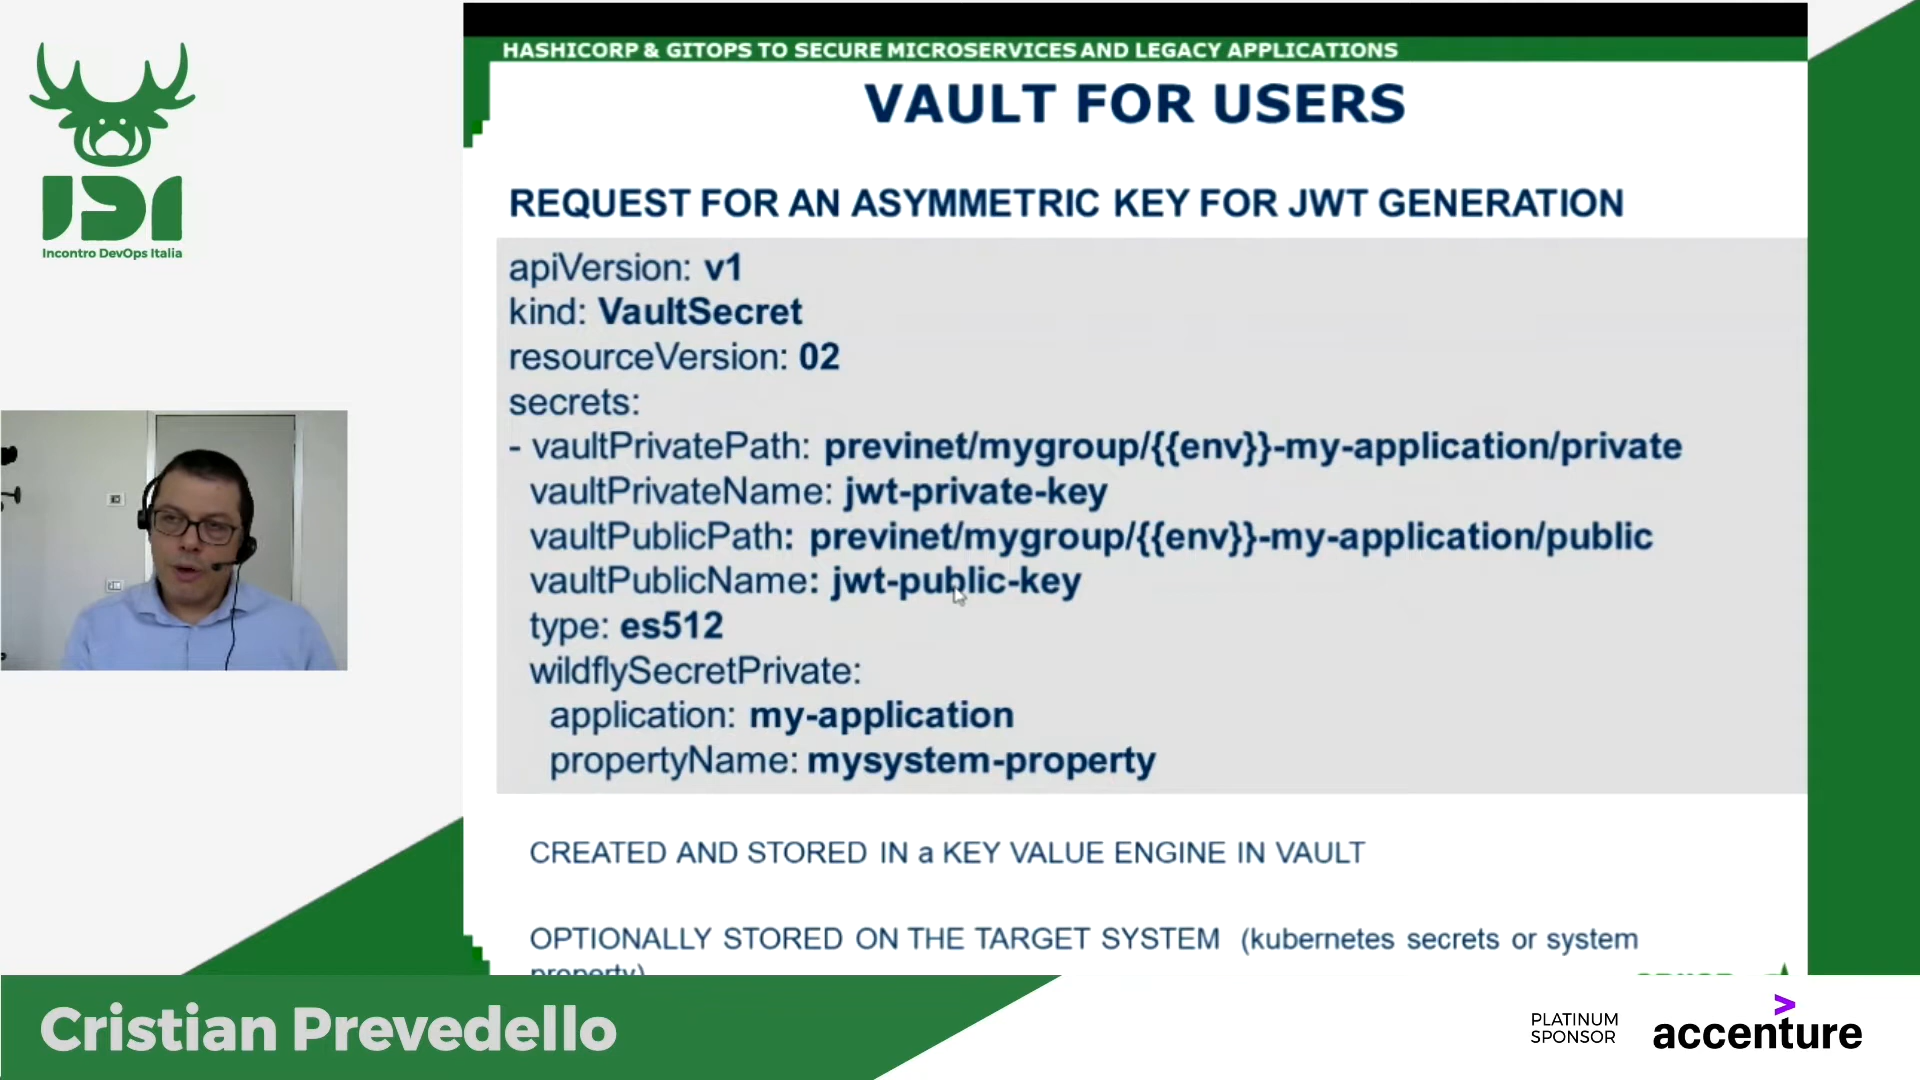 HASHICORP & GITOPS TO SECURE MICROSERVICES AND LEGACY APPLICATIONS
VAULT FOR USERS
REQUEST FOR AN ASYMMETRIC KEY FOR JWT GENERATION
apiVersion: v1
kind: VaultSecret
resourceVersion: 02
secrets:
- vaultPrivatePath: previnet/mygroup/{{env}}-my-application/private
vaultPrivateName: jwt-private-key
vaultPublicPath: previnet/mygroup/{{env}}-my-application/public
vaultPublicName: jwt-public-key
type: es512
wildflySecretPrivate:
application: my-application
propertyName: mysystem-property
CREATED AND STORED IN a KEY VALUE ENGINE IN VAULT
OPTIONALLY STORED ON THE TARGET SYSTEM (kubernetes secrets or system
property)
IDI
Incontro DevOps Italia
Cristian Prevedello
PLATINUM
SPONSOR
accenture